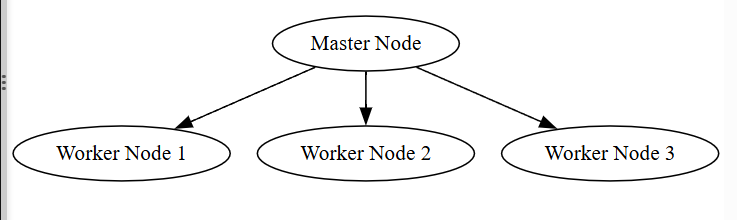 Master Node
Worker Node 1
Worker Node 2
Worker Node 3